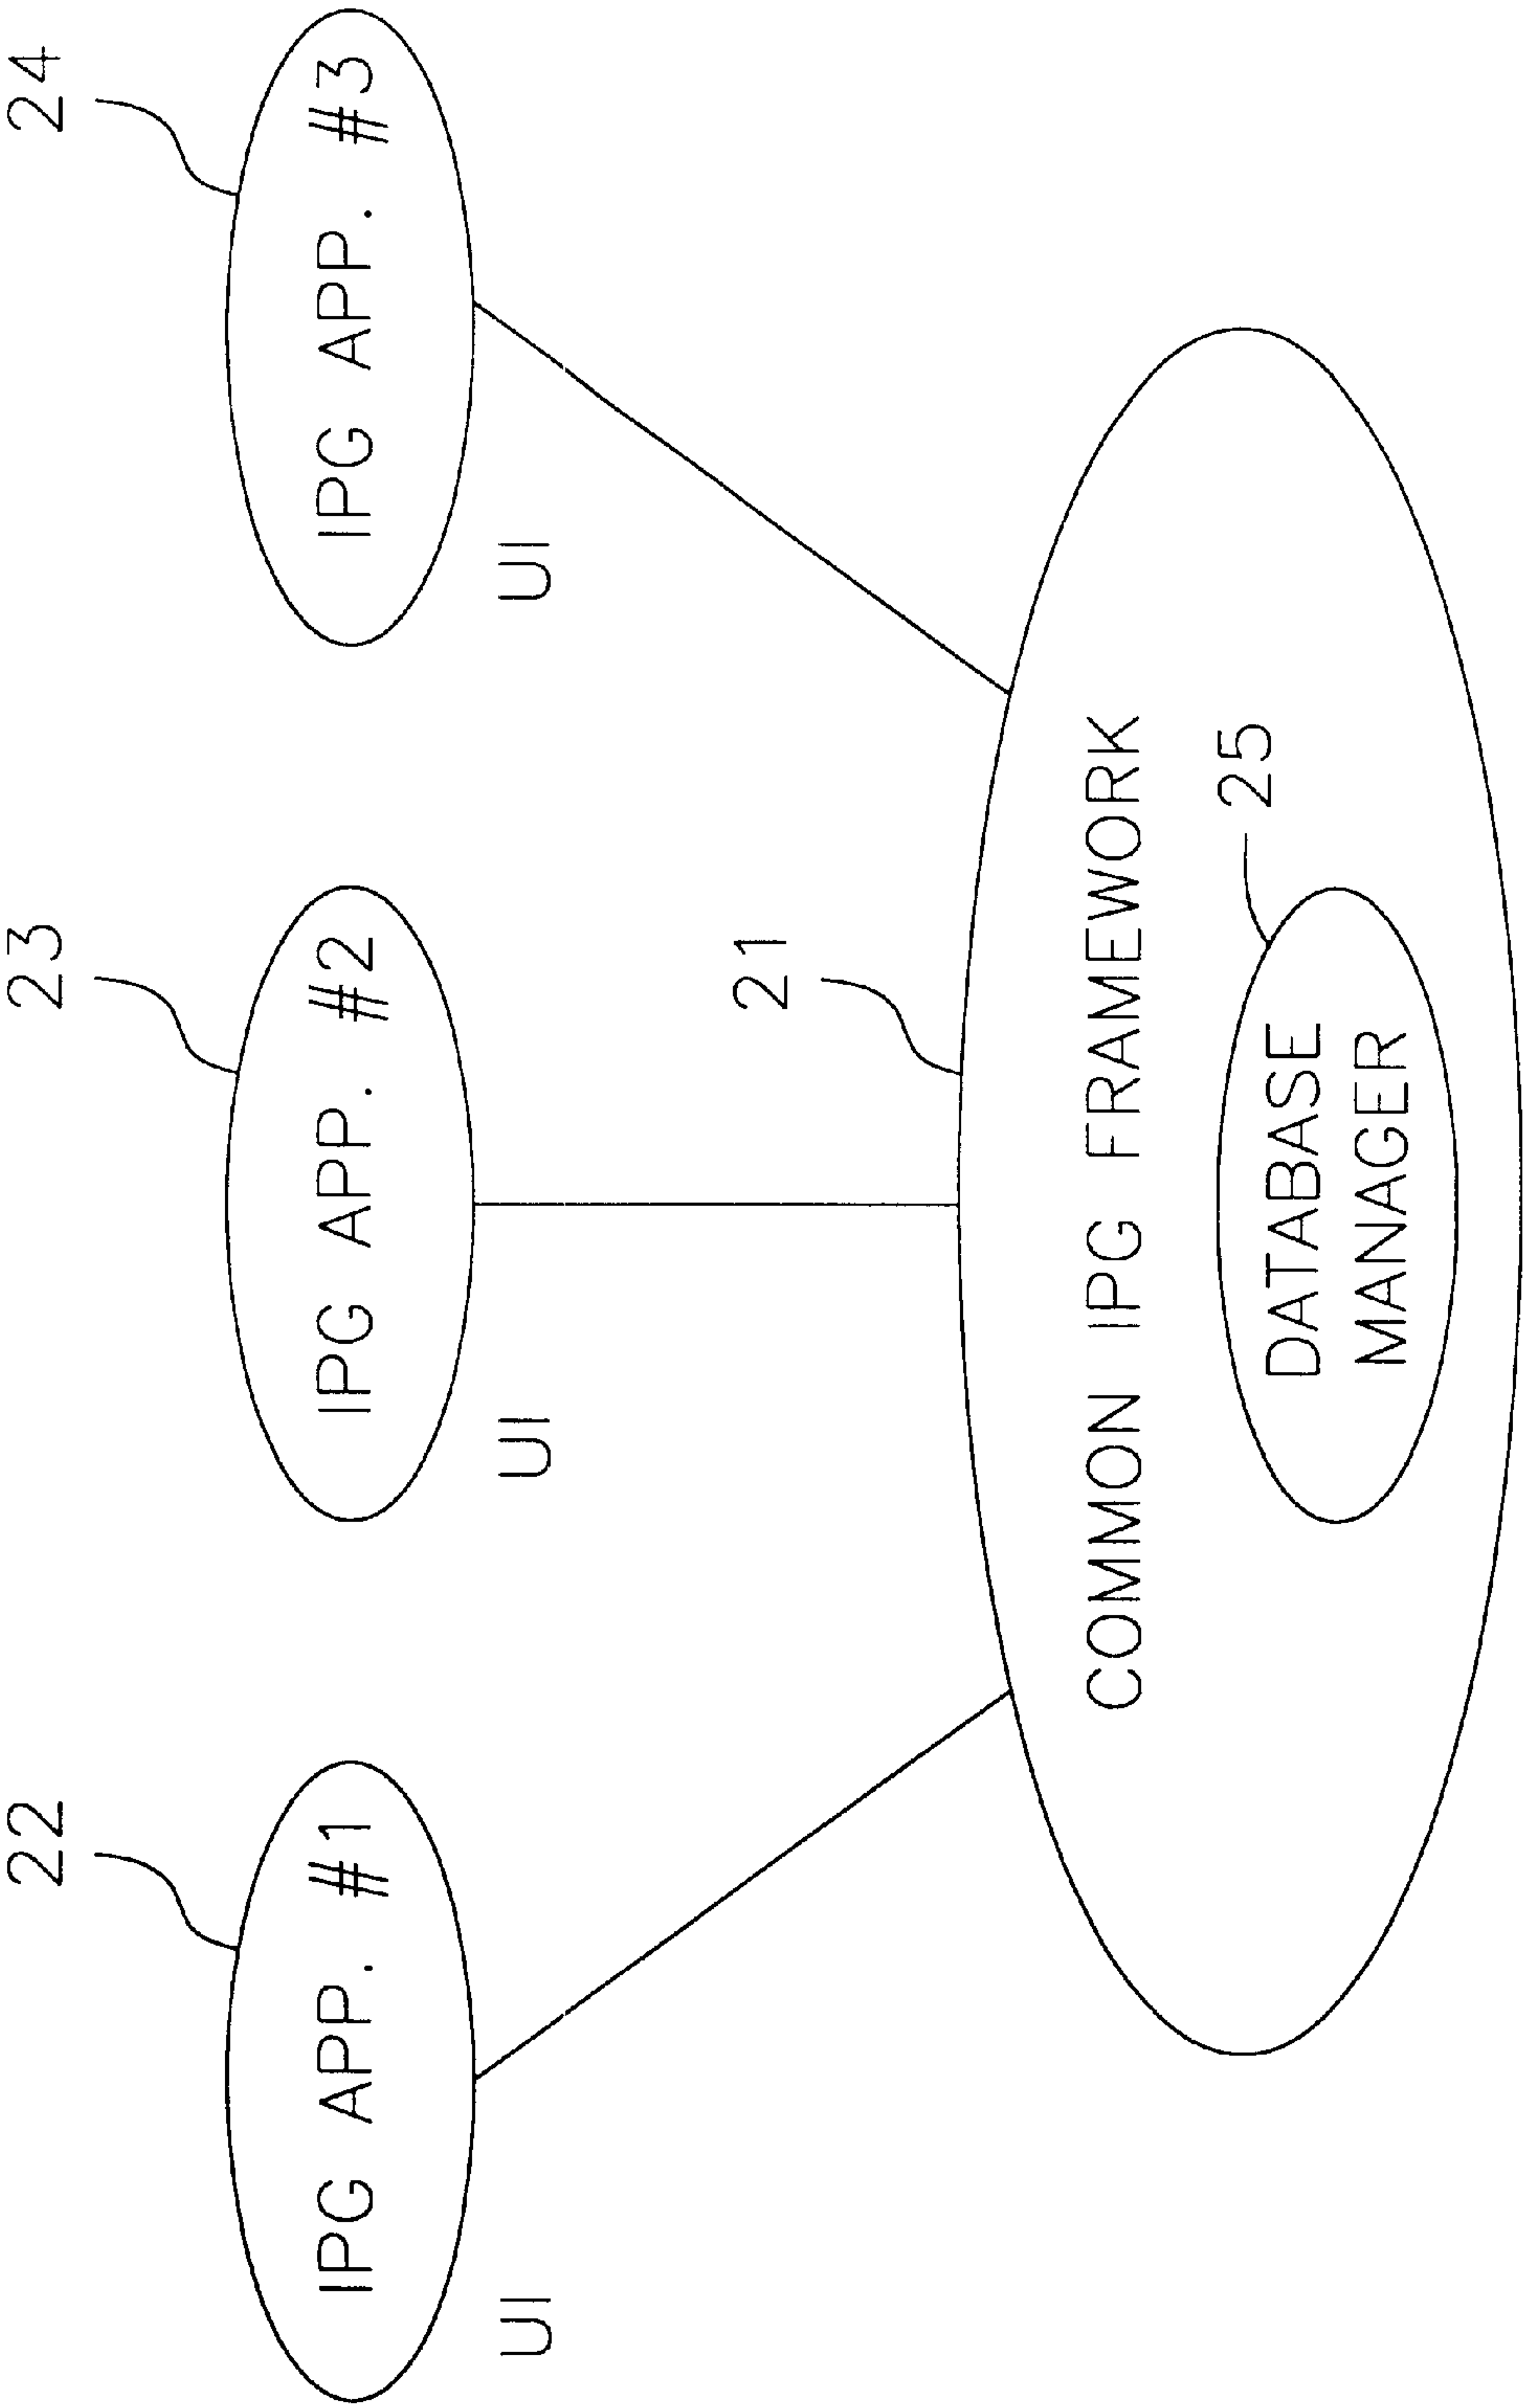 22
23
24
IPG APP. #1
IPG APP. #2
IPG APP. #3
UI
UI
UI
21
COMMON IPG FRAMEWORK
25
DATABASE
MANAGER